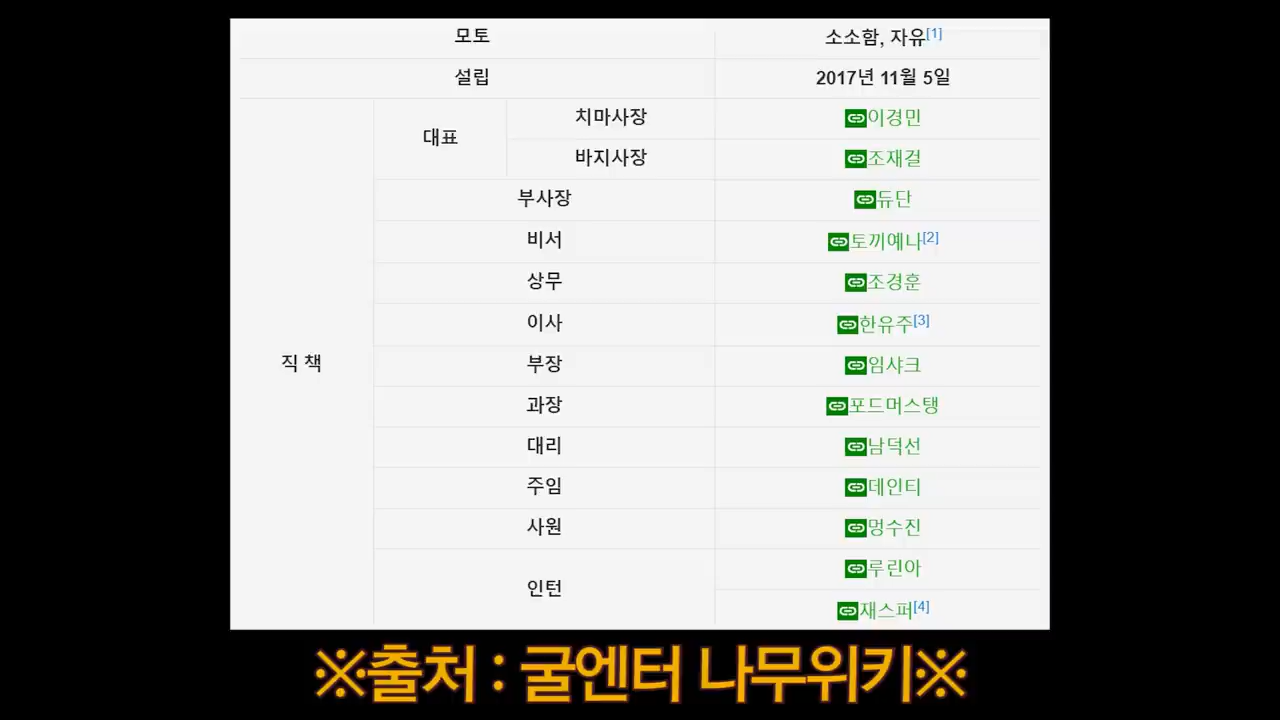 모토 소소함, 자유[1]
설립 2017년 11월 5일
직 책 대표 치마사장 이경민
바지사장 조재걸
부사장 듀단
비서 토끼예나[2]
상무 조경훈
이사 한유주[3]
부장 임샤크
과장 포드머스탱
대리 남덕선
주임 데인티
사원 멍수진
인턴 루린아
재스퍼[4]
※출처 : 굴엔터 나무위키※